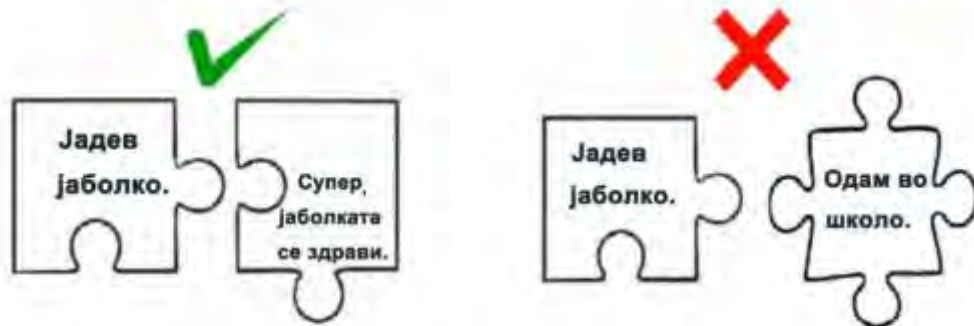 Јадев
јаболко.
Супер,
јаболката
се здрави.
Јадев
јаболко.
Одам во
школо.